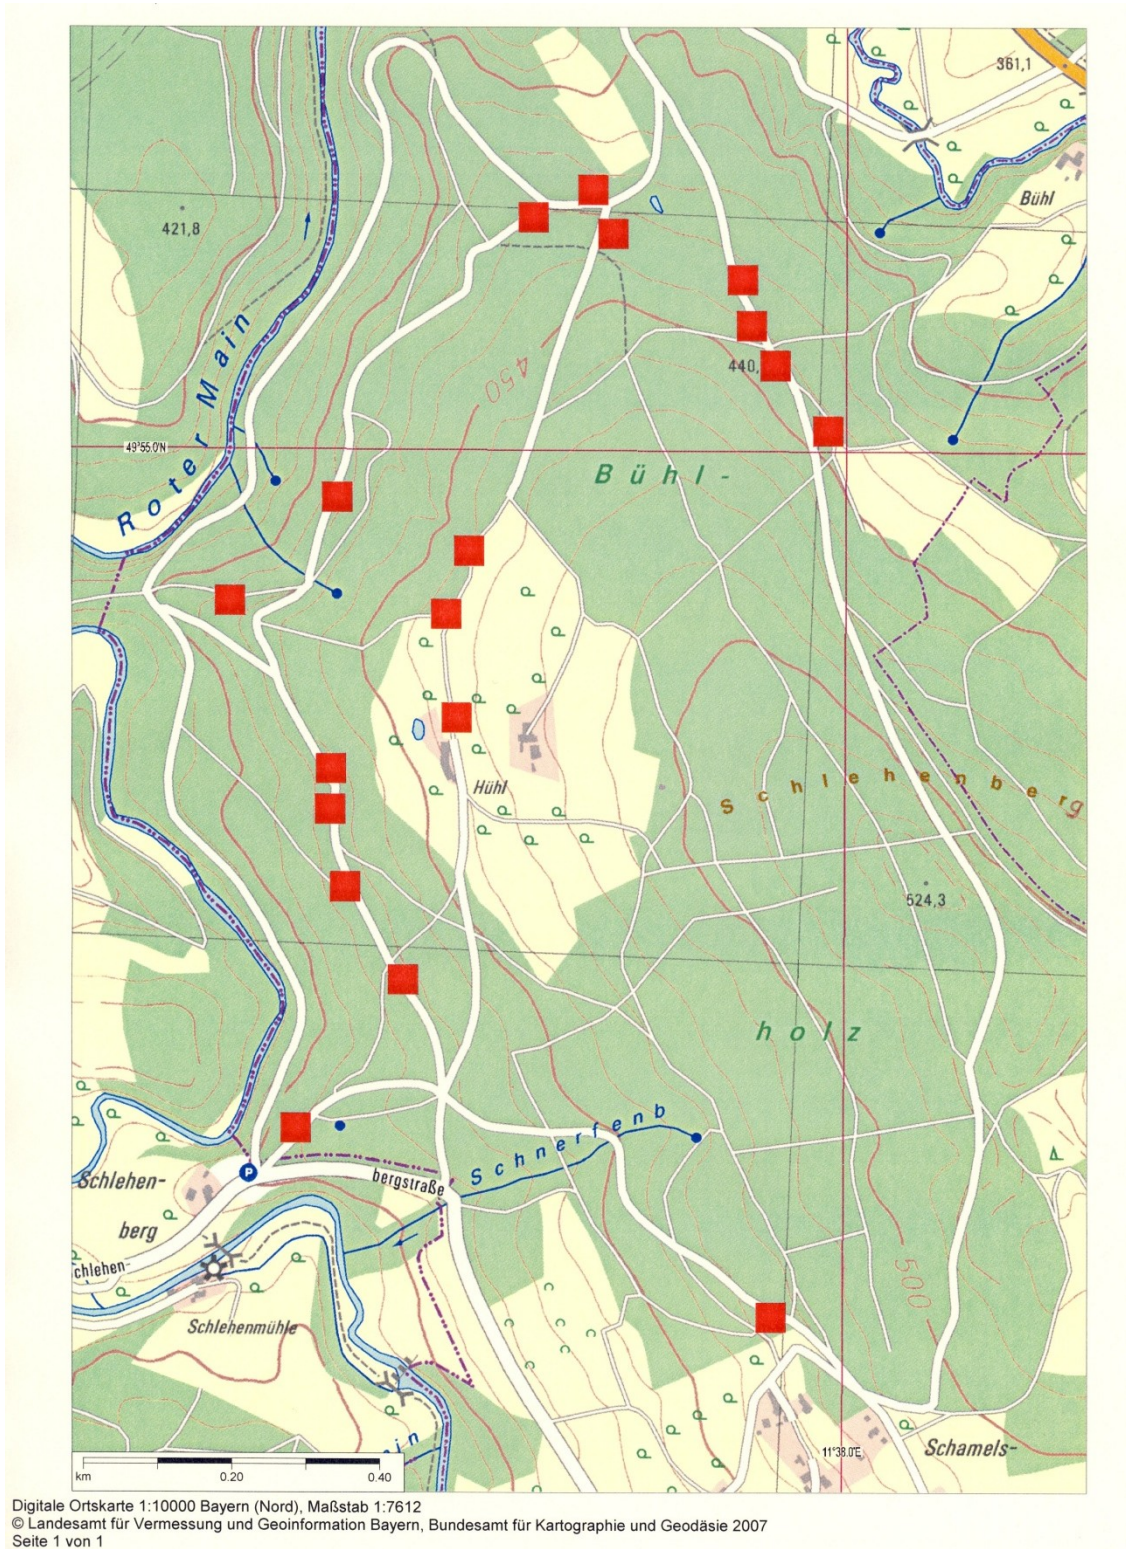 361,1
Bühl
421,8
Roter Main
450
440,
49°55.0'N
Bühl-
Hühl
Schlehenberg
524,3
holz
Schnerfenb
P
Schlehen-
bergstraße
berg
chlehen-
500
Schlehenmühle
ain
11°38.0'E
Schamels-
km 0.20 0.40
Digitale Ortskarte 1:10000 Bayern (Nord), Maßstab 1:7612
© Landesamt für Vermessung und Geoinformation Bayern, Bundesamt für Kartographie und Geodäsie 2007
Seite 1 von 1